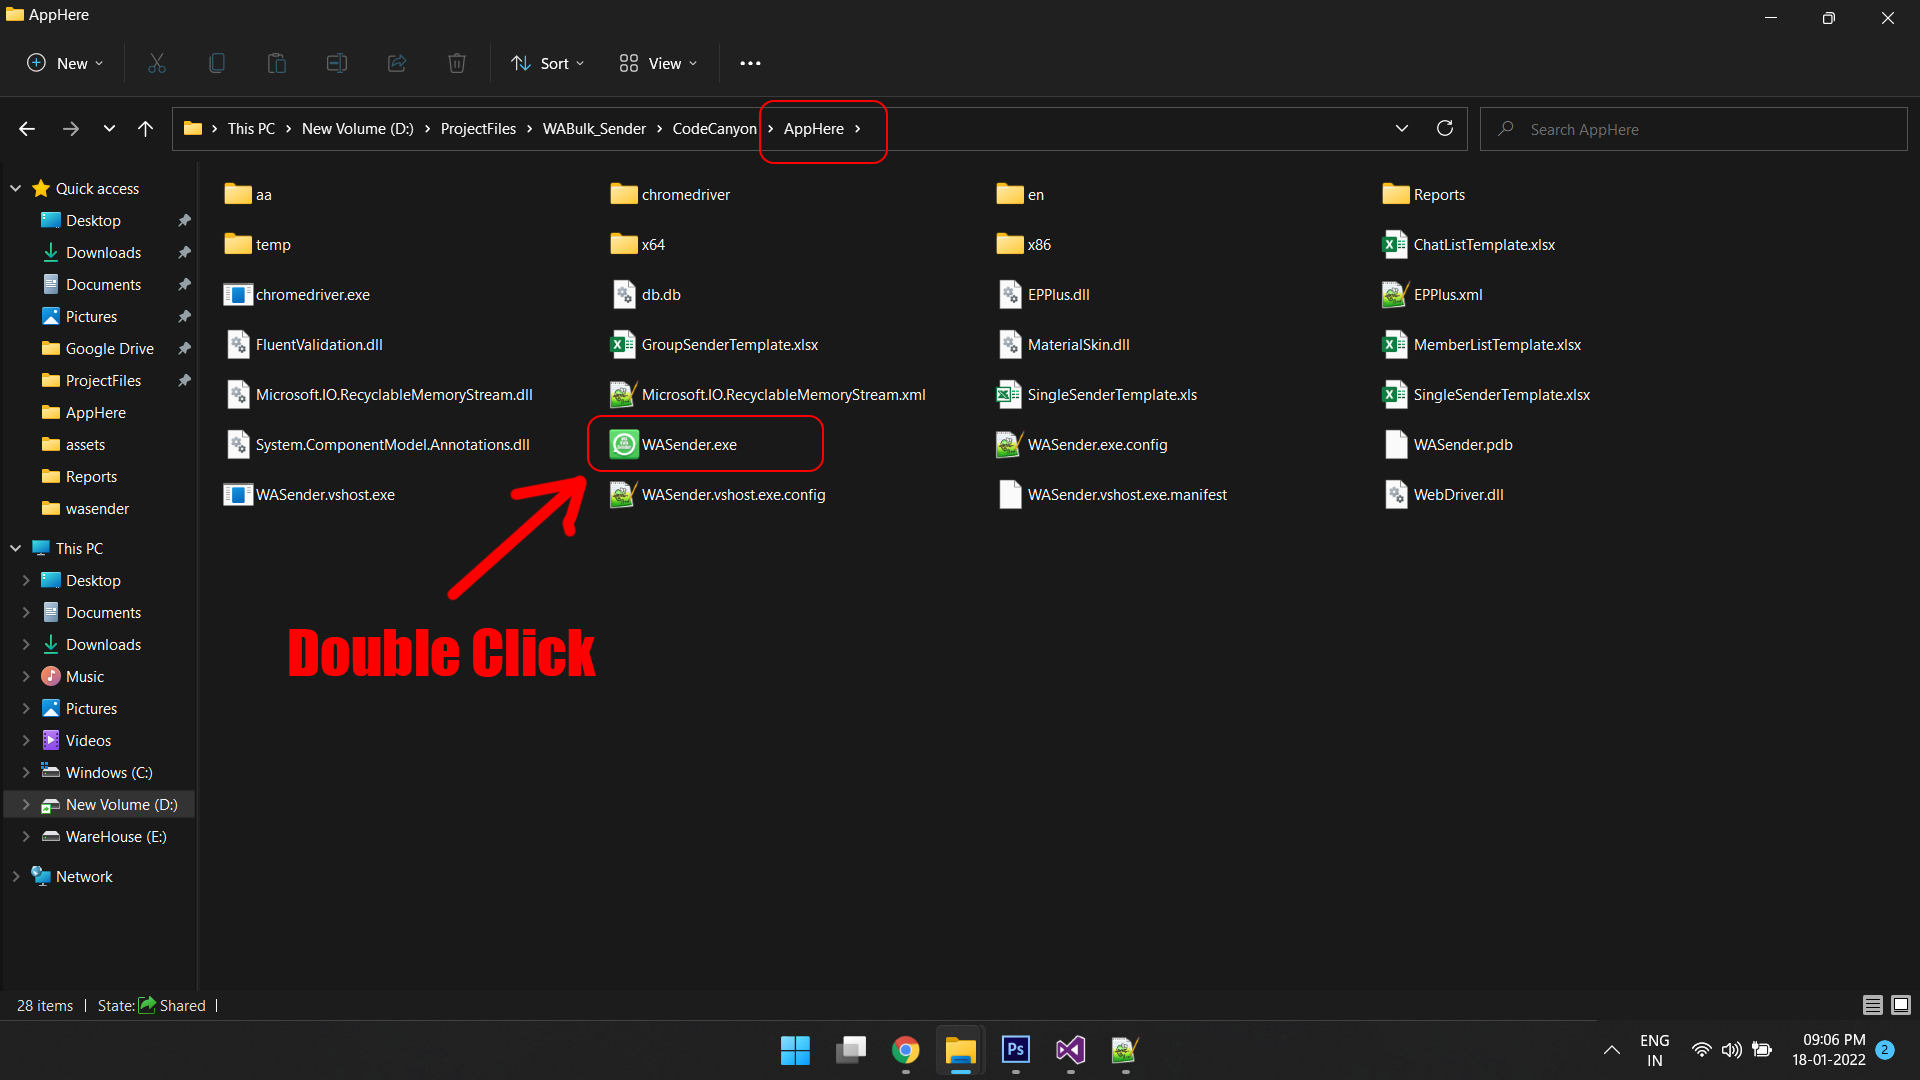 AppHere
New
Sort
View
This PC
New Volume (D:)
ProjectFiles
WABulk_Sender
CodeCanyon
AppHere
Search AppHere
Quick access
Desktop
Downloads
Documents
Pictures
Google Drive
ProjectFiles
AppHere
assets
Reports
wasender
This PC
Desktop
Documents
Downloads
Music
Pictures
Videos
Windows (C:)
New Volume (D:)
WareHouse (E:)
Network
aa
chromedriver
en
Reports
temp
x64
x86
ChatListTemplate.xlsx
chromedriver.exe
db.db
EPPlus.dll
EPPlus.xml
FluentValidation.dll
GroupSenderTemplate.xlsx
MaterialSkin.dll
MemberListTemplate.xlsx
Microsoft.IO.RecyclableMemoryStream.dll
Microsoft.IO.RecyclableMemoryStream.xml
SingleSenderTemplate.xls
SingleSenderTemplate.xlsx
System.ComponentModel.Annotations.dll
WASender.exe
WASender.exe.config
WASender.pdb
WASender.vshost.exe
WASender.vshost.exe.config
WASender.vshost.exe.manifest
WebDriver.dll
Double Click
28 items
State: Shared
Ps
ENG
IN
09:06 PM
18-01-2022
2